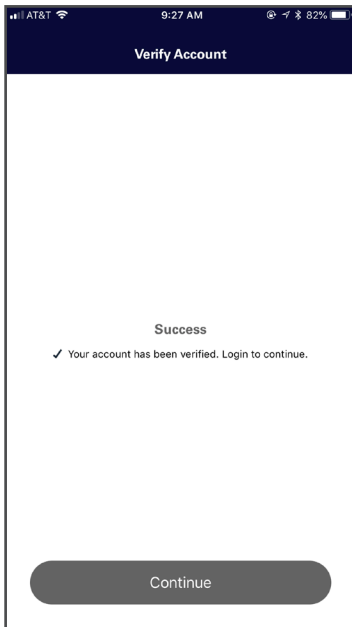 AT&T 9:27 AM 82%
Verify Account
Success
✓ Your account has been verified. Login to continue.
Continue